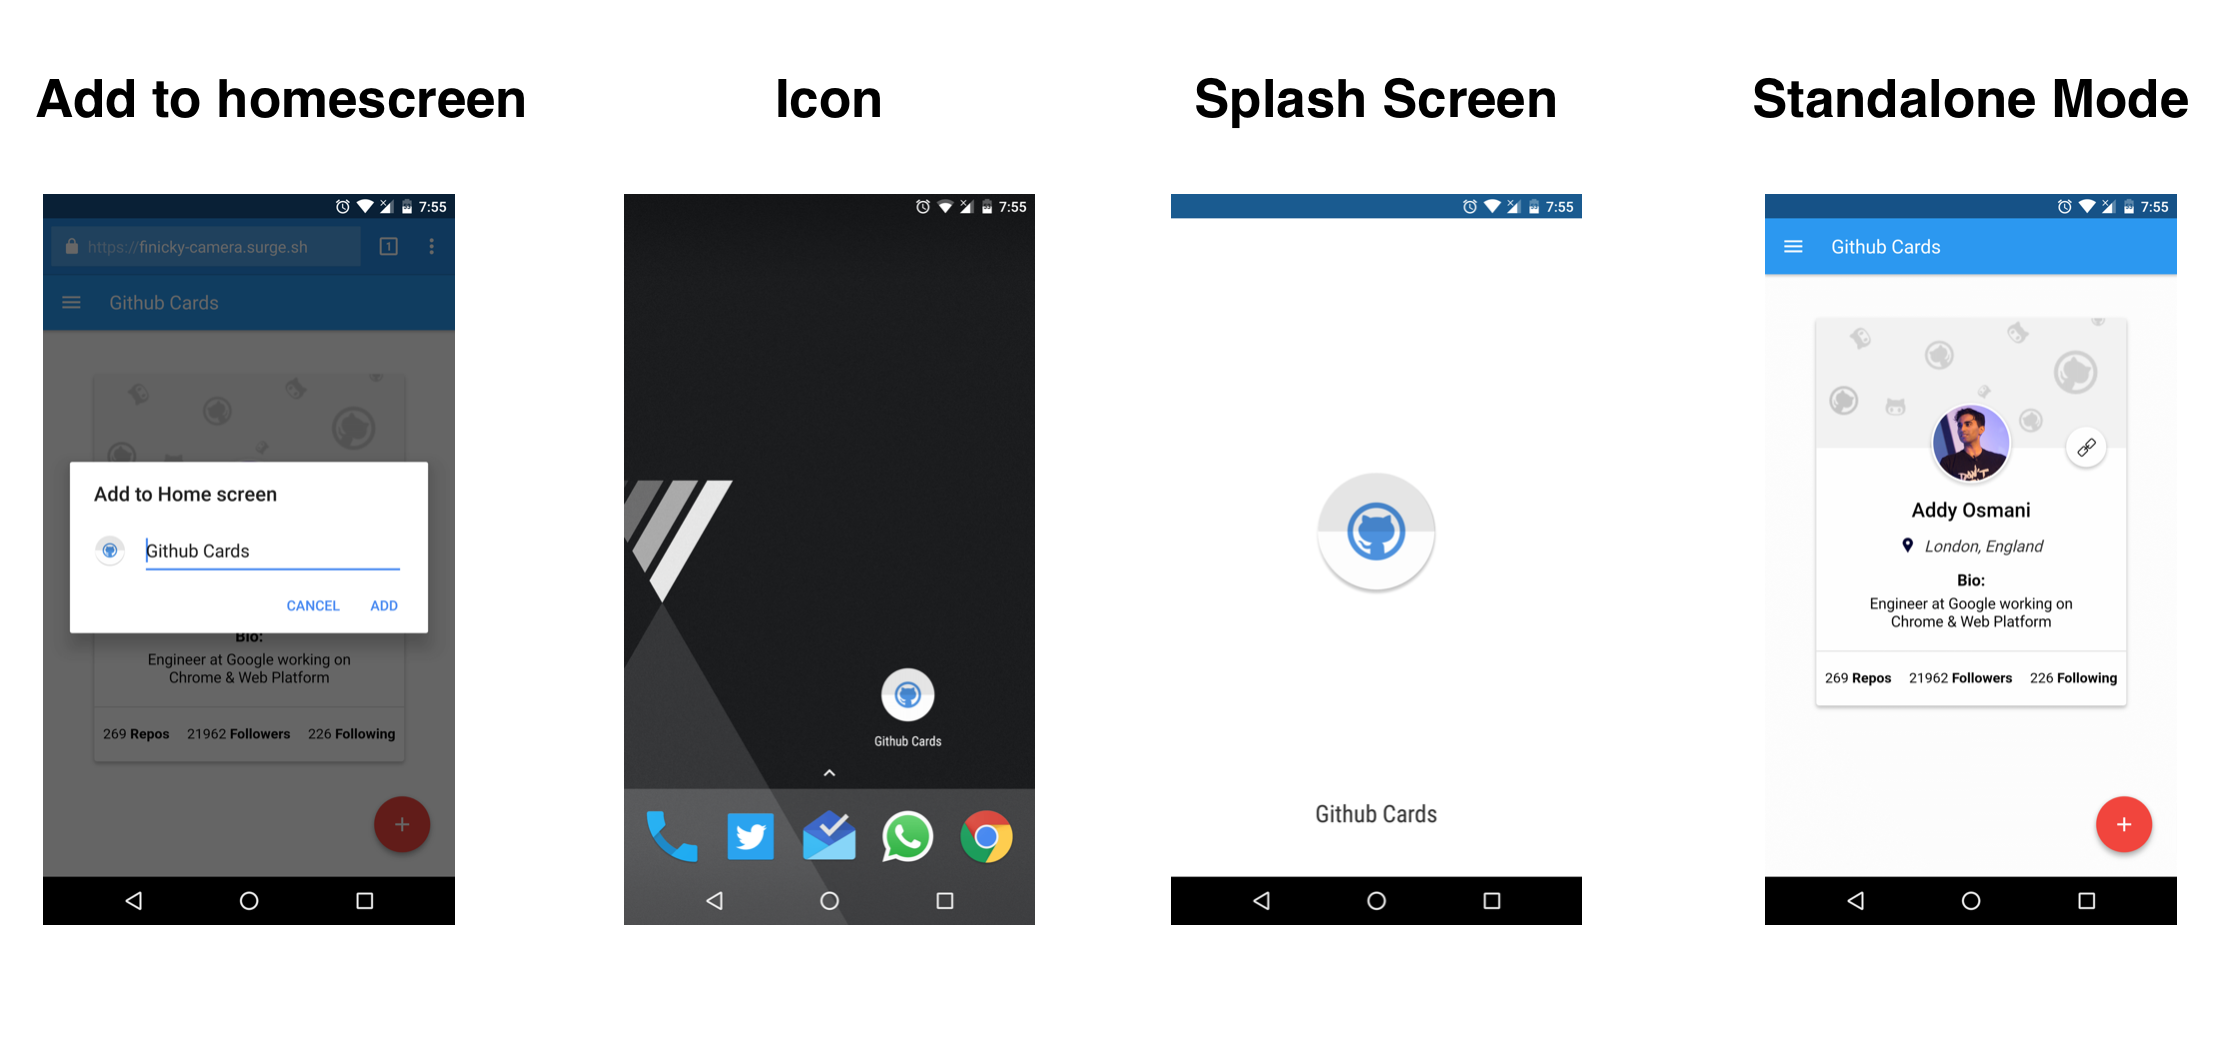 Add to homescreen
Icon
Splash Screen
Standalone Mode
7:55
https://finicky-camera.surge.sh
1
Github Cards
Add to Home screen
Github Cards
CANCEL ADD
Bio:
Engineer at Google working on
Chrome & Web Platform
269 Repos 21962 Followers 226 Following
7:55
Github Cards
7:55
Github Cards
7:55
Github Cards
Addy Osmani
London, England
Bio:
Engineer at Google working on
Chrome & Web Platform
269 Repos 21962 Followers 226 Following